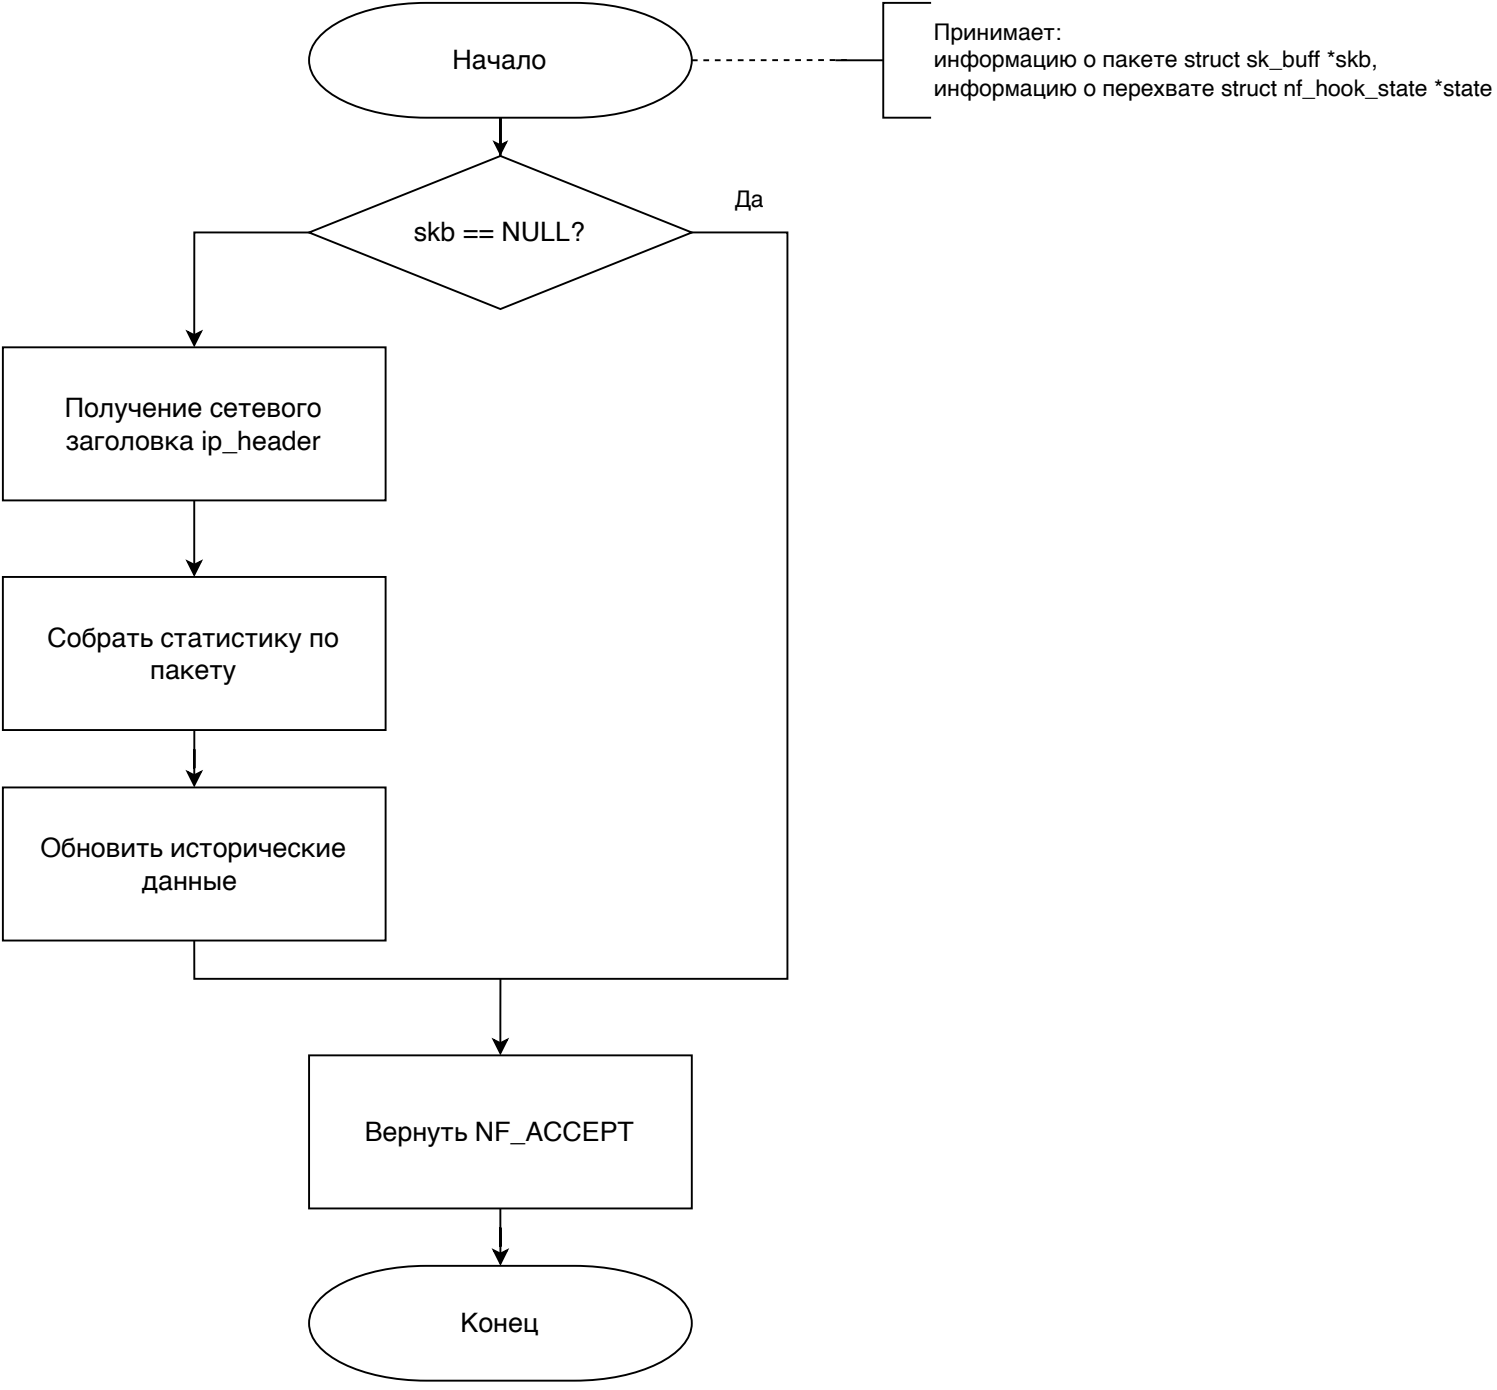 Начало
Принимает:
информацию о пакете struct sk_buff *skb,
информацию о перехвате struct nf_hook_state *state
Да
skb == NULL?
Получение сетевого
заголовка ip_header
Собрать статистику по
пакету
Обновить исторические
данные
Вернуть NF_ACCEPT
Конец